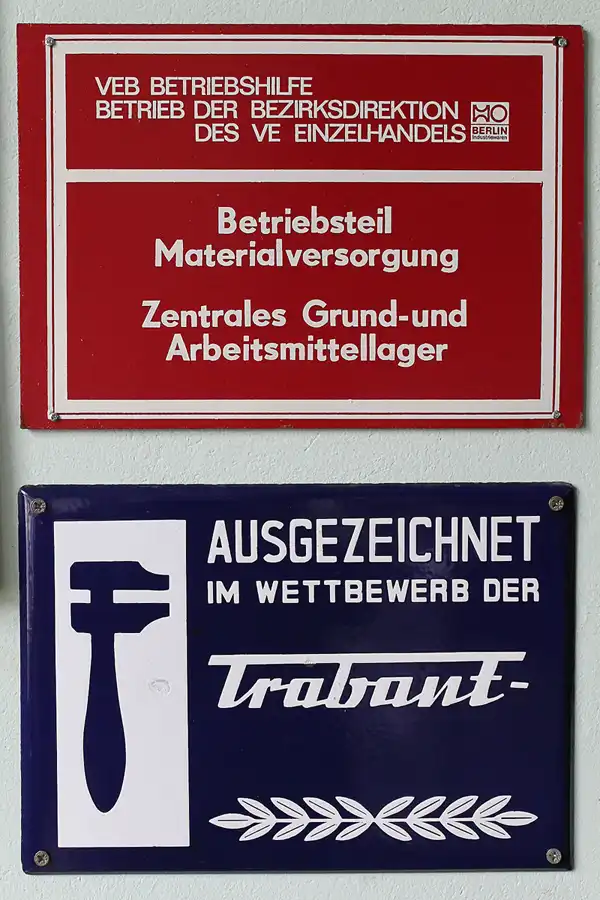 VEB BETRIEBSHILFE
BETRIEB DER BEZIRKSDIREKTION
DES VE EINZELHANDELS
HO
BERLIN
Industriewaren
Betriebsteil
Materialversorgung
Zentrales Grund-und
Arbeitsmittellager
AUSGEZEICHNET
IM WETTBEWERB DER
Trabant-